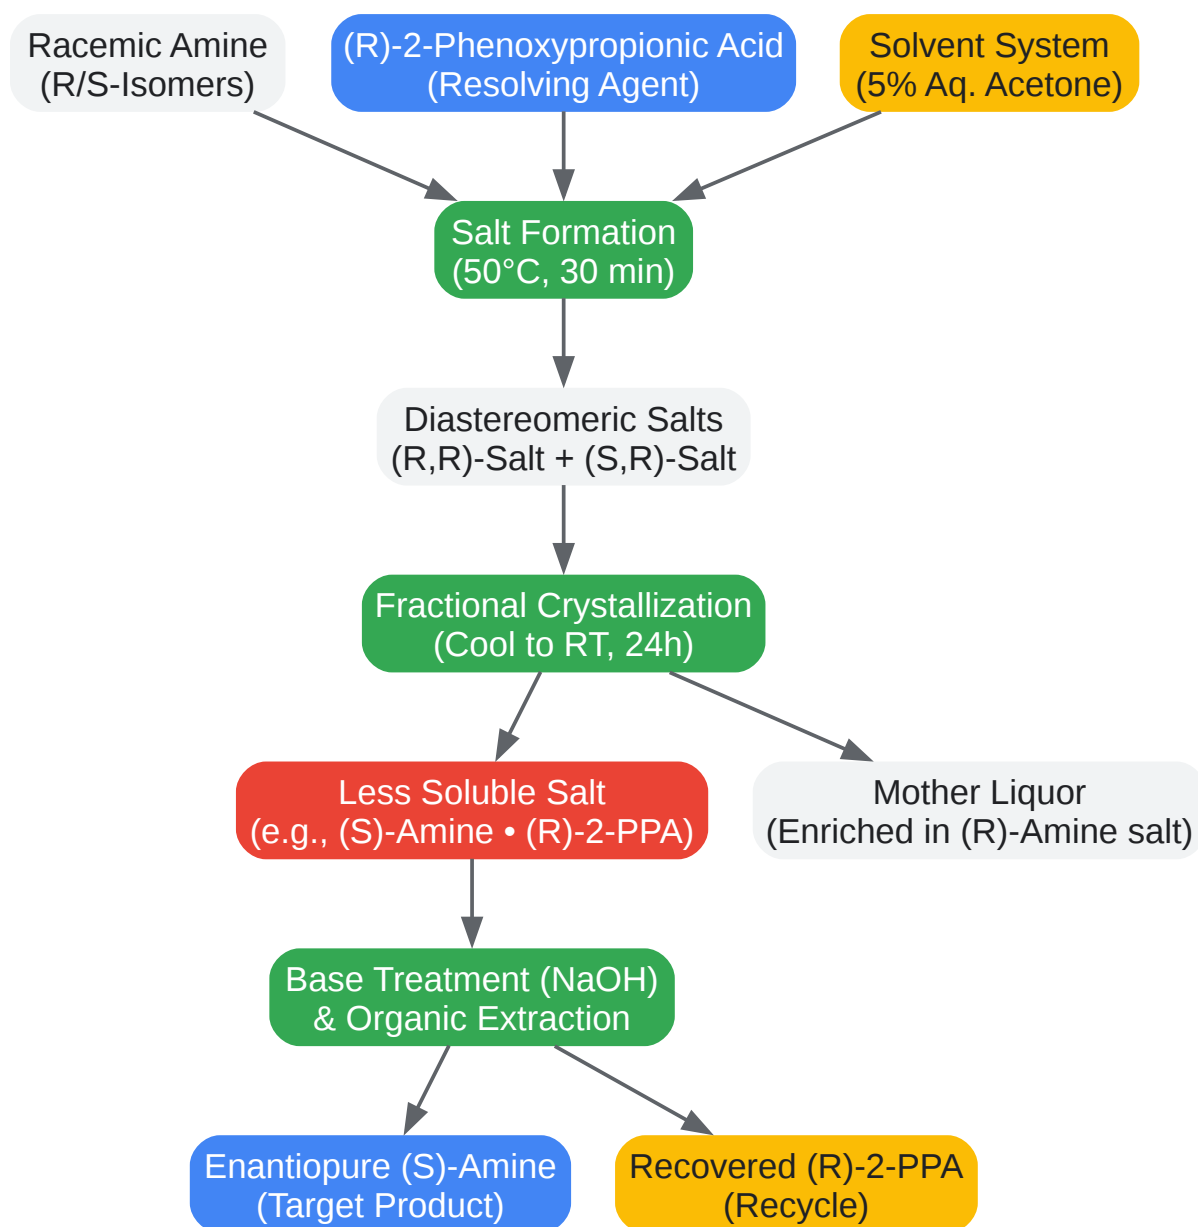 Racemic Amine
(R/S-Isomers)
(R)-2-Phenoxypropionic Acid
(Resolving Agent)
Solvent System
(5% Aq. Acetone)
Salt Formation
(50°C, 30 min)
Diastereomeric Salts
(R,R)-Salt + (S,R)-Salt
Fractional Crystallization
(Cool to RT, 24h)
Less Soluble Salt
(e.g., (S)-Amine • (R)-2-PPA)
Mother Liquor
(Enriched in (R)-Amine salt)
Base Treatment (NaOH)
& Organic Extraction
Enantiopure (S)-Amine
(Target Product)
Recovered (R)-2-PPA
(Recycle)